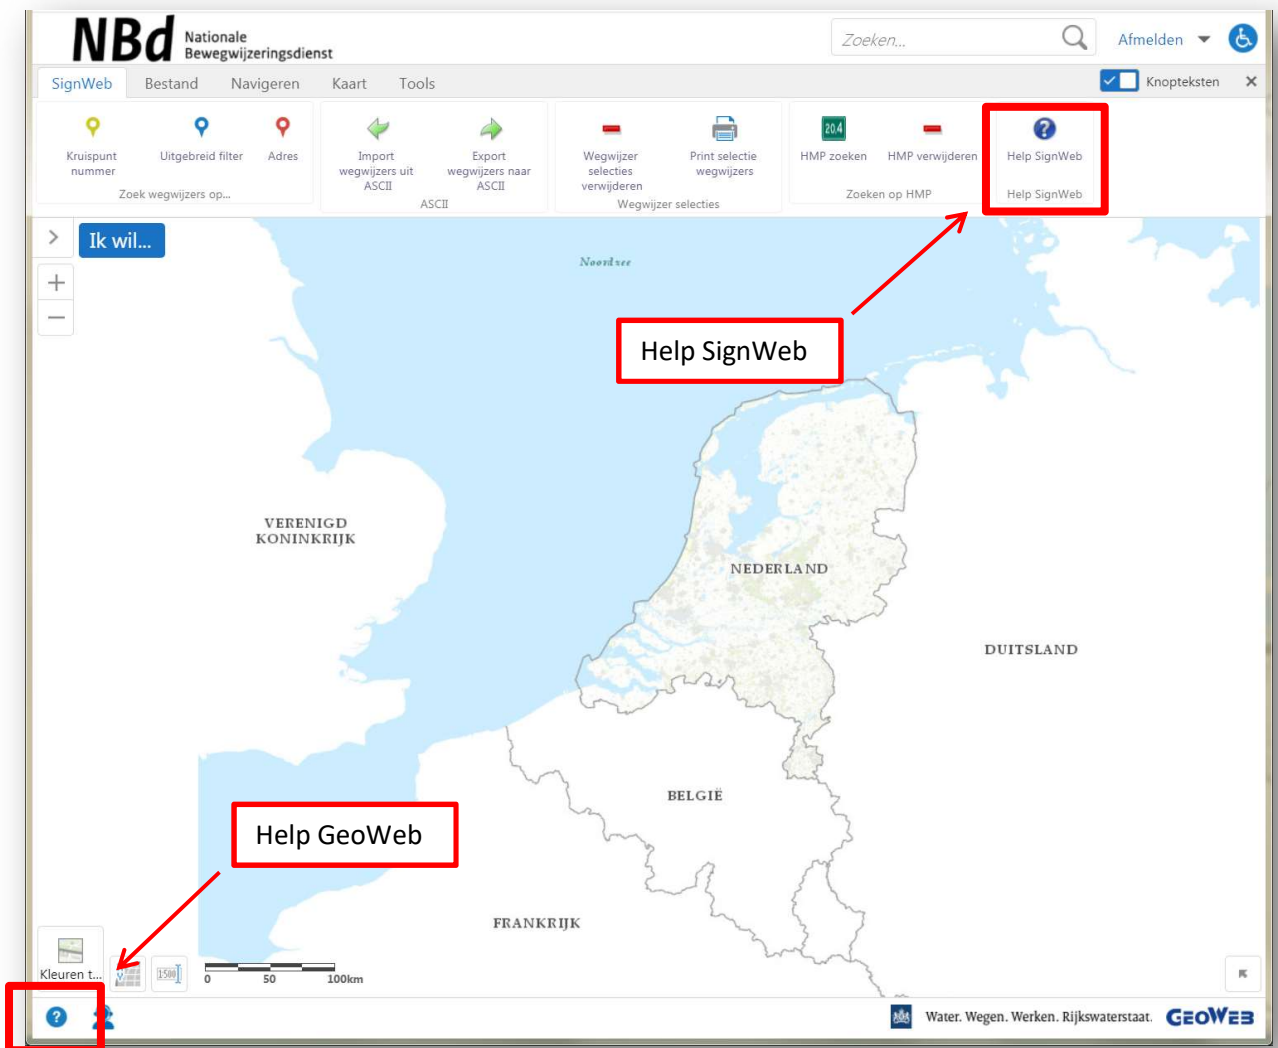 NBd Nationale
Bewegwijzeringsdienst
Zoeken...
Afmelden
SignWeb Bestand Navigeren Kaart Tools
Knopteksten
Kruispunt
nummer
Uitgebreid filter
Adres
Zoek wegwijzers op...
Import
wegwijzers uit
ASCII
Export
wegwijzers naar
ASCII
ASCII
Wegwijzer
selecties
verwijderen
Print selectie
wegwijzers
Wegwijzer selecties
20.4
HMP zoeken
HMP verwijderen
Zoeken op HMP
?
Help SignWeb
Help SignWeb
Ik wil...
Noordzee
Help SignWeb
VERENIGD
KONINKRIJK
NEDERLAND
DUITSLAND
BELGIË
Help GeoWeb
FRANKRIJK
Kleuren t...
1:500
0 50 100km
?
Water. Wegen. Werken. Rijkswaterstaat.
GEOWEB